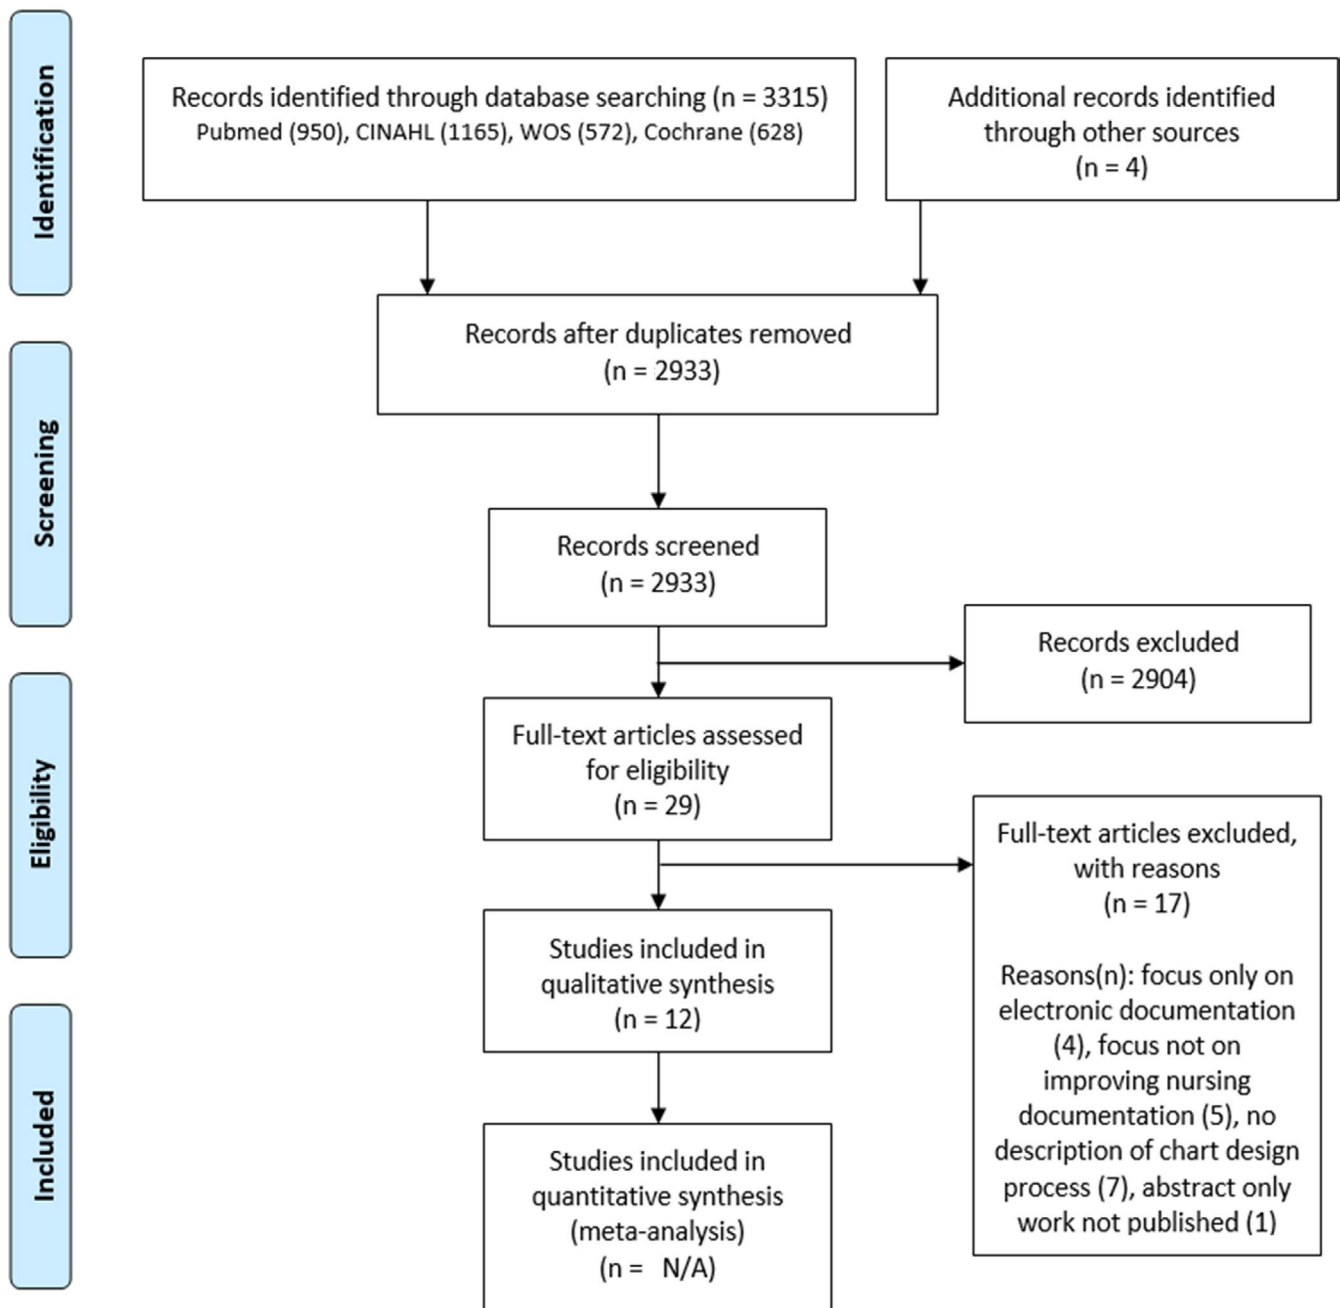 Identification
Records identified through database searching (n = 3315)
Pubmed (950), CINAHL (1165), WOS (572), Cochrane (628)
Additional records identified
through other sources
(n = 4)
Records after duplicates removed
(n = 2933)
Screening
Records screened
(n = 2933)
Records excluded
(n = 2904)
Eligibility
Full-text articles assessed
for eligibility
(n = 29)
Full-text articles excluded,
with reasons
(n = 17)
Reasons(n): focus only on
electronic documentation
(4), focus not on
improving nursing
documentation (5), no
description of chart design
process (7), abstract only
work not published (1)
Studies included in
qualitative synthesis
(n = 12)
Included
Studies included in
quantitative synthesis
(meta-analysis)
(n = N/A)